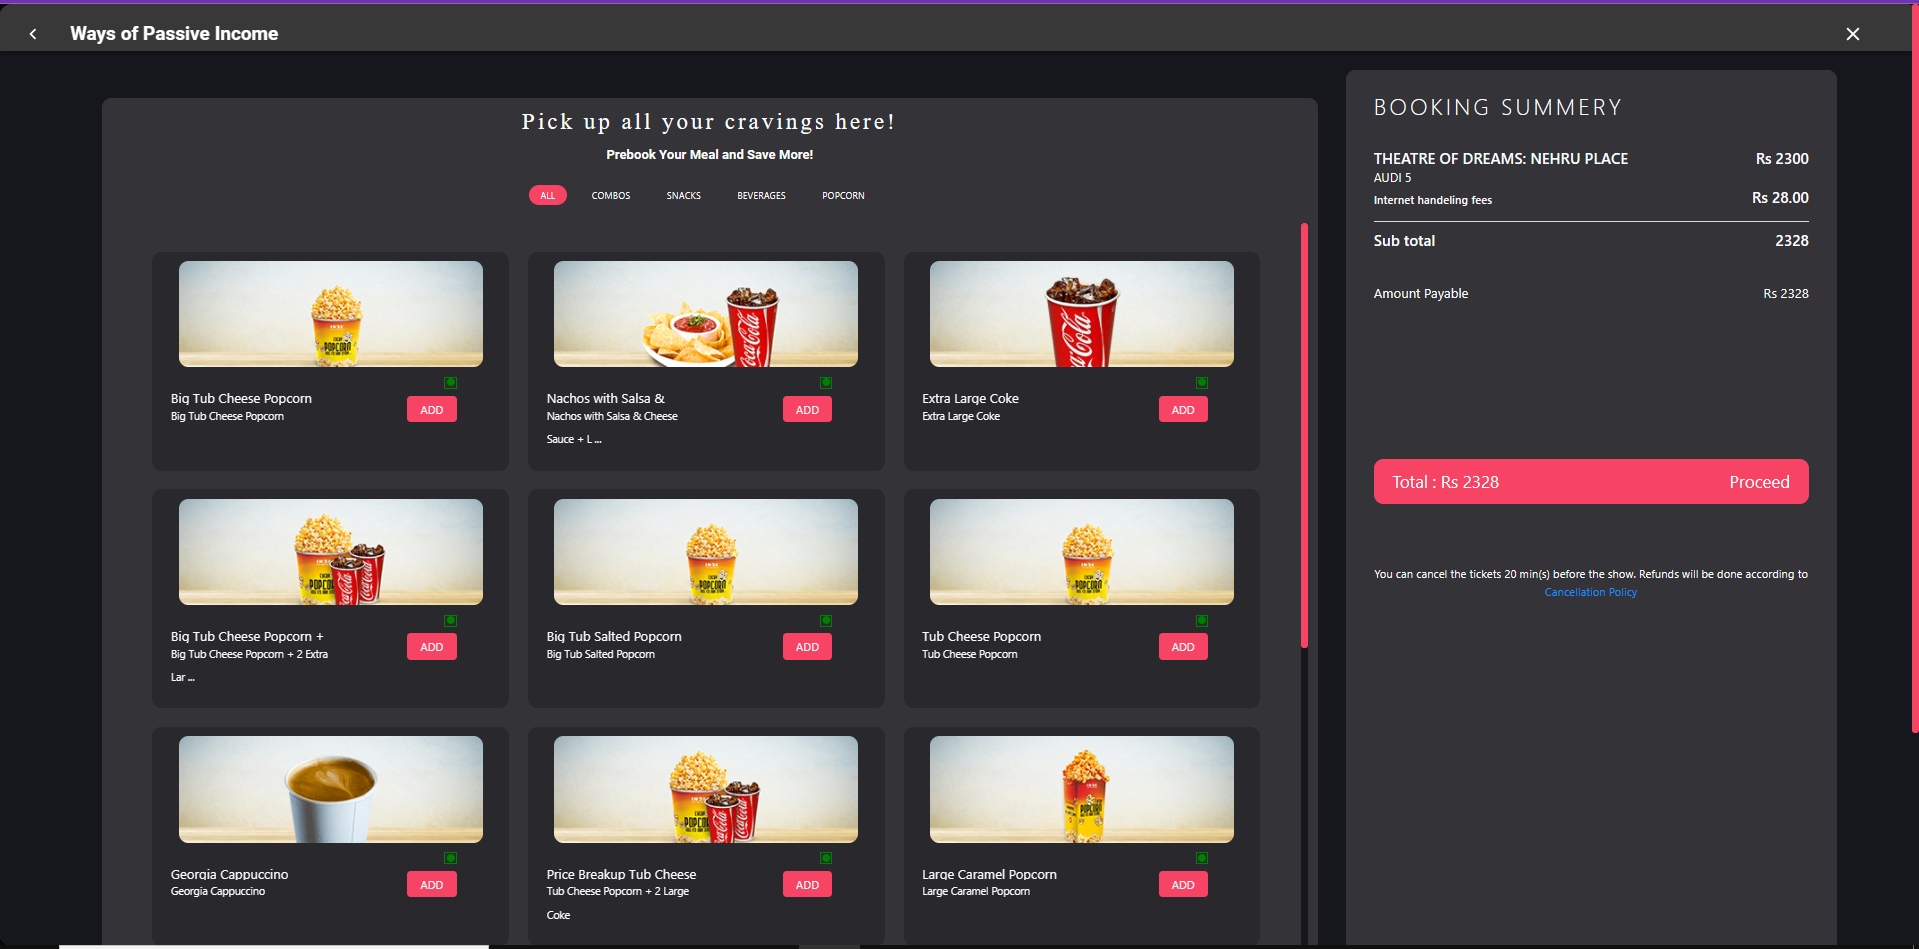 Ways of Passive Income
Pick up all your cravings here!
Prebook Your Meal and Save More!
ALL COMBOS SNACKS BEVERAGES POPCORN
Big Tub Cheese Popcorn
Big Tub Cheese Popcorn
ADD
Nachos with Salsa &
Nachos with Salsa & Cheese
Sauce + L ...
ADD
Coca-Cola
Extra Large Coke
Extra Large Coke
ADD
Coca-Cola
Big Tub Cheese Popcorn +
Big Tub Cheese Popcorn + 2 Extra
Lar ...
ADD
Big Tub Salted Popcorn
Big Tub Salted Popcorn
ADD
Tub Cheese Popcorn
Tub Cheese Popcorn
ADD
Georgia Cappuccino
Georgia Cappuccino
ADD
Price Breakup Tub Cheese
Tub Cheese Popcorn + 2 Large
Coke
ADD
Large Caramel Popcorn
Large Caramel Popcorn
ADD
BOOKING SUMMERY
THEATRE OF DREAMS: NEHRU PLACE Rs 2300
AUDI 5
Internet handeling fees Rs 28.00
Sub total 2328
Amount Payable Rs 2328
Total : Rs 2328 Proceed
You can cancel the tickets 20 min(s) before the show. Refunds will be done according to
Cancellation Policy